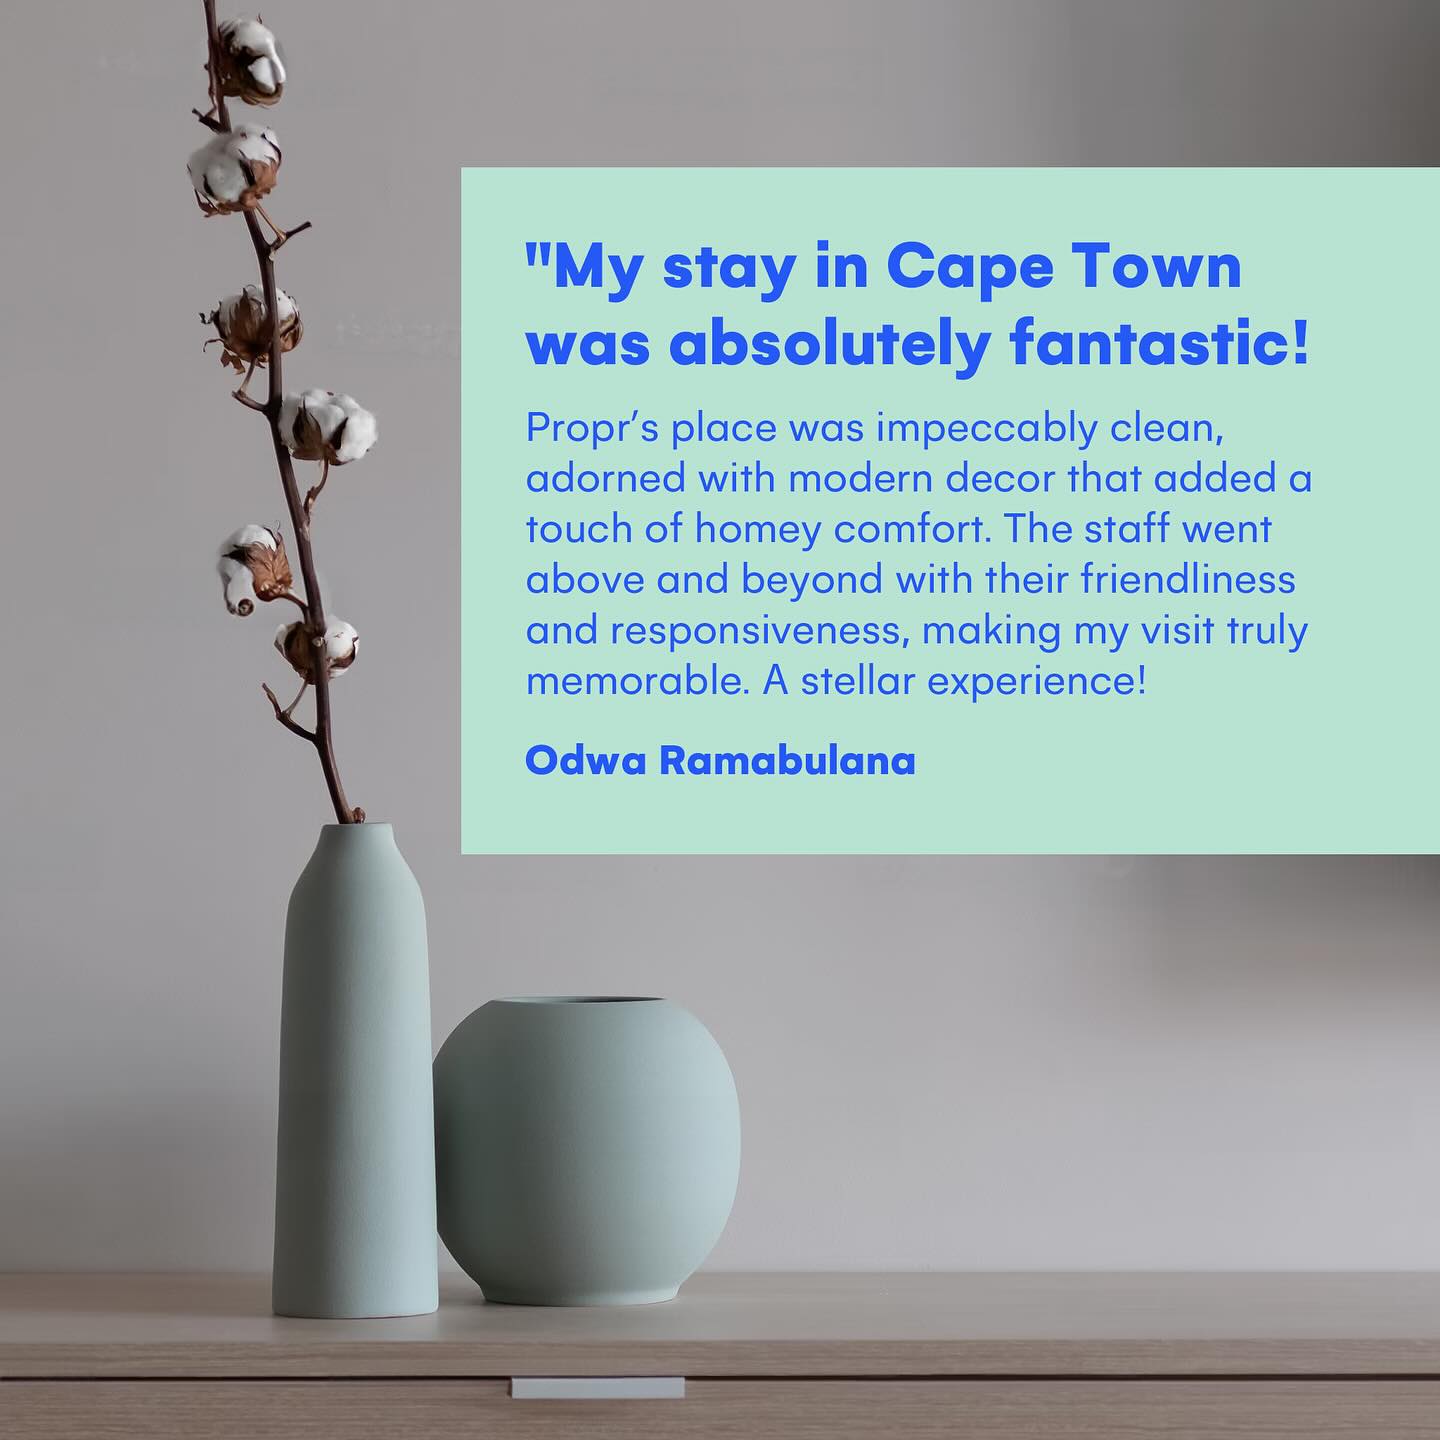 "My stay in Cape Town
was absolutely fantastic!
Propr’s place was impeccably clean,
adorned with modern decor that added a
touch of homey comfort. The staff went
above and beyond with their friendliness
and responsiveness, making my visit truly
memorable. A stellar experience!
Odwa Ramabulana